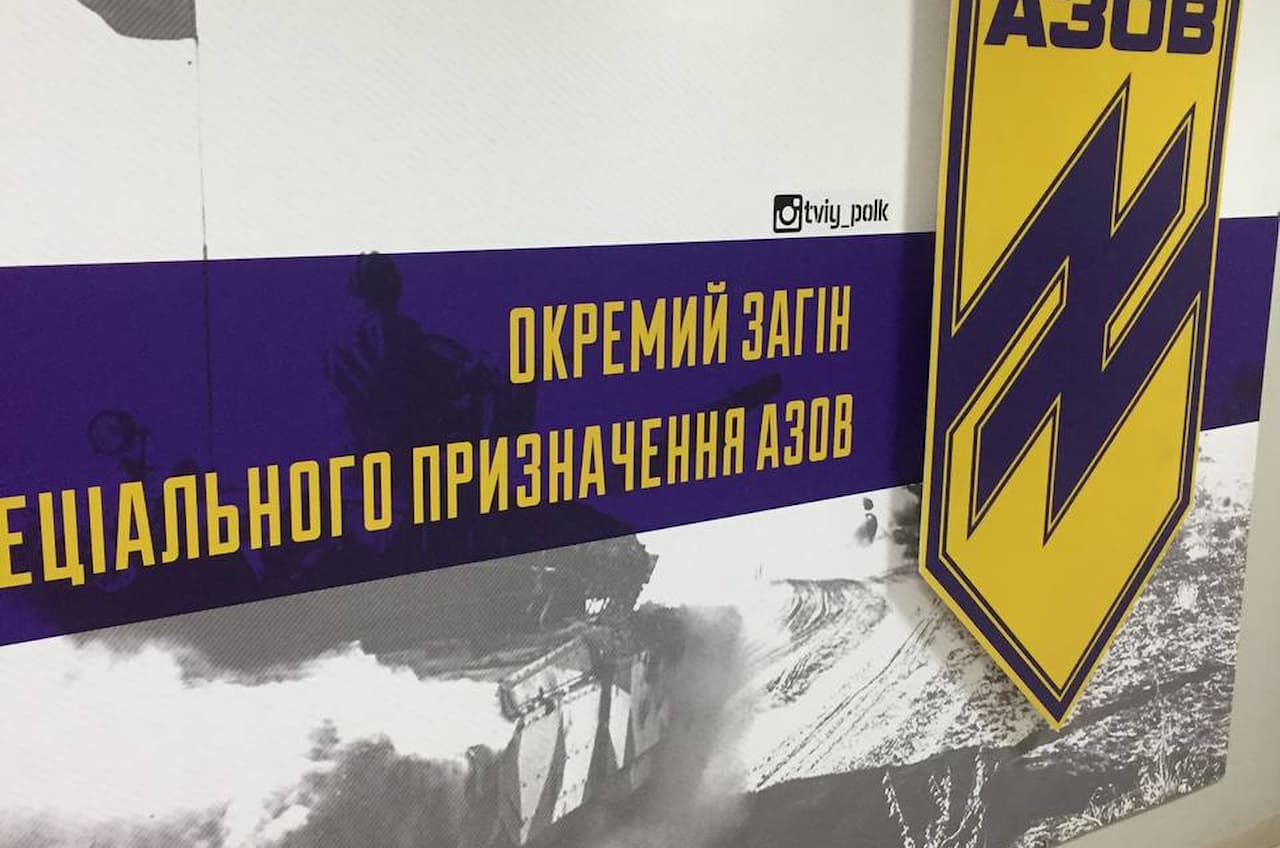 АЗОВ
tviy_polk
ОКРЕМИЙ ЗАГІН
ЕЦІАЛЬНОГО ПРИЗНАЧЕННЯ АЗОВ